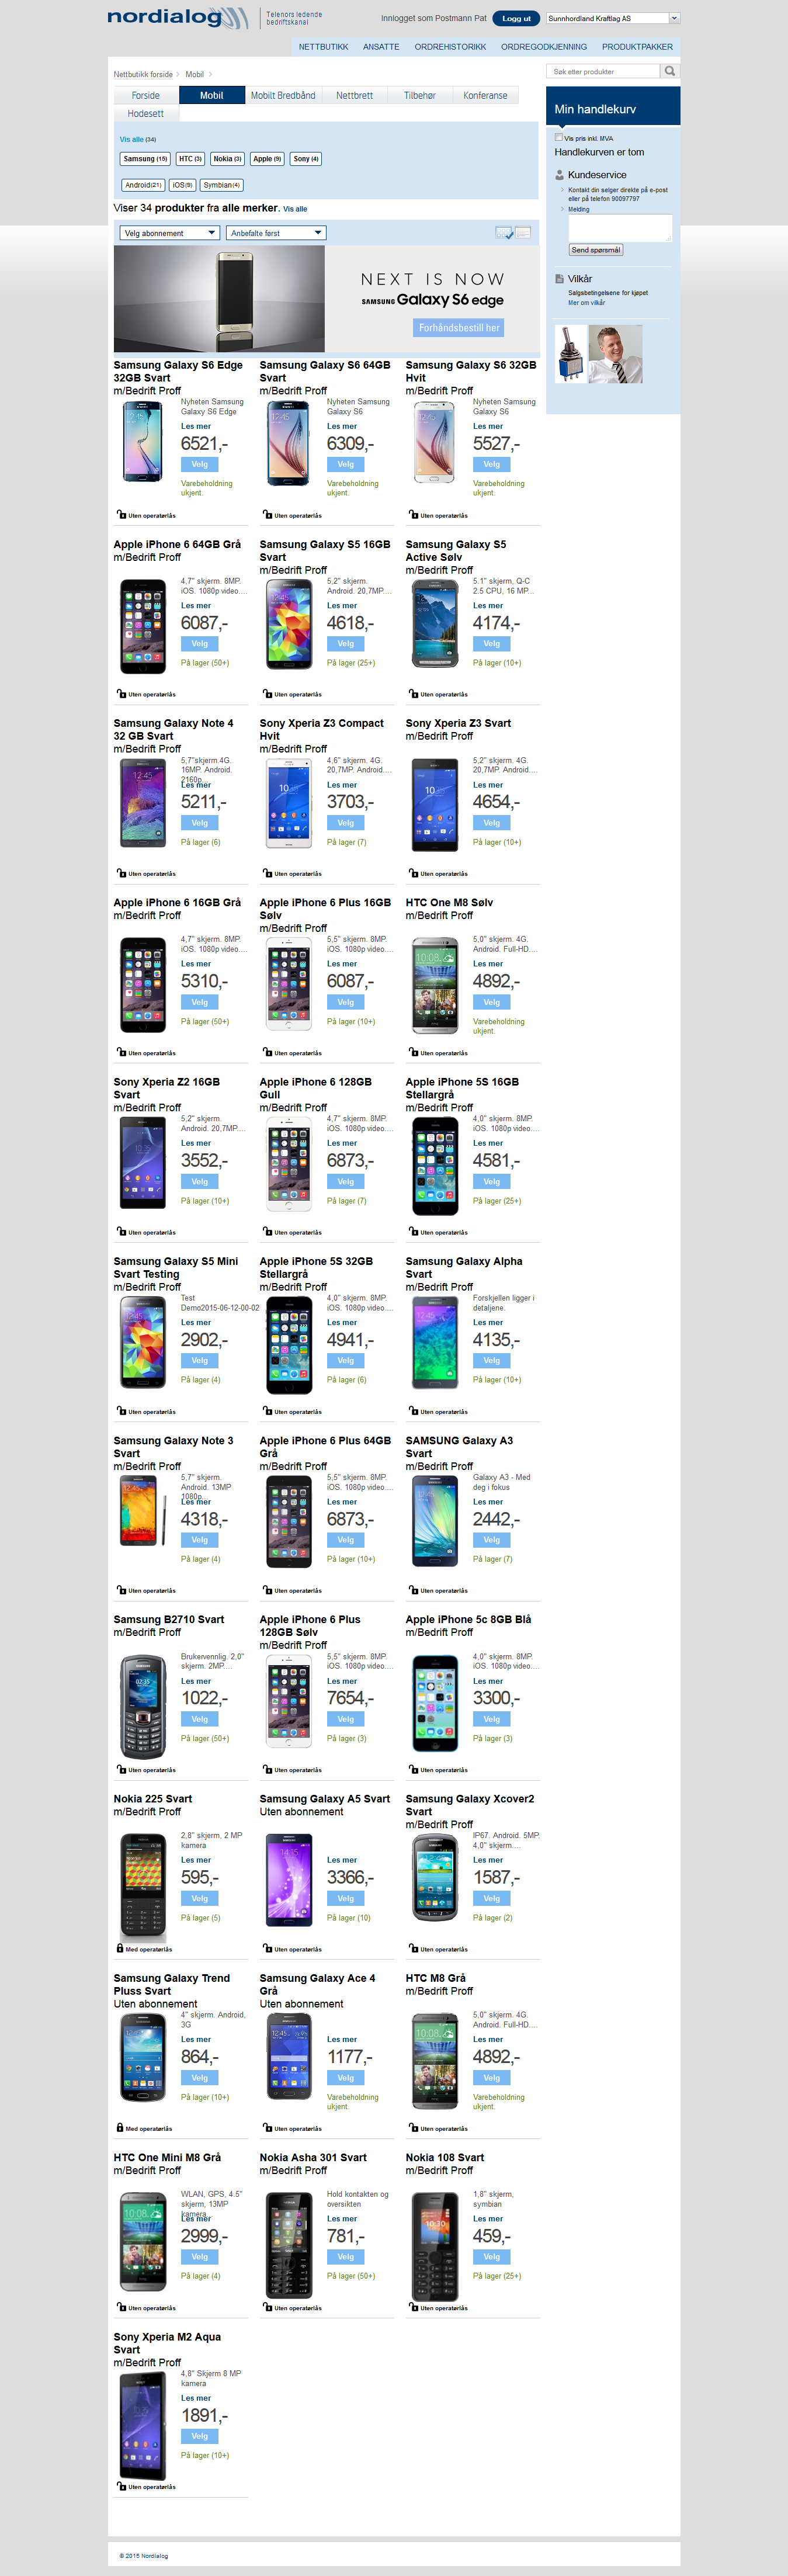 nordialog
Telenors ledende
bedriftskanal
Innlogget som Postmann Pat
Logg ut
Sunnhordland Kraftlag AS
NETTBUTIKK ANSATTE ORDREHISTORIKK ORDREGODKJENNING PRODUKTPAKKER
Nettbutikk forside > Mobil >
Søk etter produkter
Forside Mobil Mobilt Bredbånd Nettbrett Tilbehør Konferanse
Hodesett
Vis alle (34)
Samsung (15) HTC (3) Nokia (3) Apple (9) Sony (4)
Android(21) iOS(9) Symbian(4)
Viser 34 produkter fra alle merker. Vis alle
Velg abonnement
Anbefalte først
Min handlekurv
Vis pris inkl. MVA
Handlekurven er tom
Kundeservice
Kontakt din selger direkte på e-post
eller på telefon 90097797
Melding
Send spørsmål
Vilkår
Salgsbetingelsene for kjøpet
Mer om vilkår
NEXT IS NOW
SAMSUNG Galaxy S6 edge
Forhåndsbestill her
Samsung Galaxy S6 Edge
32GB Svart
m/Bedrift Proff
Nyheten Samsung
Galaxy S6 Edge
Les mer
6521,-
Velg
Varebeholdning
ukjent.
Uten operatørlås
Samsung Galaxy S6 64GB
Svart
m/Bedrift Proff
Nyheten Samsung
Galaxy S6
Les mer
6309,-
Velg
Varebeholdning
ukjent.
Uten operatørlås
Samsung Galaxy S6 32GB
Hvit
m/Bedrift Proff
Nyheten Samsung
Galaxy S6
Les mer
5527,-
Velg
Varebeholdning
ukjent.
Uten operatørlås
Apple iPhone 6 64GB Grå
m/Bedrift Proff
4,7" skjerm. 8MP.
iOS. 1080p video....
Les mer
6087,-
Velg
På lager (50+)
Uten operatørlås
Samsung Galaxy S5 16GB
Svart
m/Bedrift Proff
5,2" skjerm.
Android. 20,7MP....
Les mer
4618,-
Velg
På lager (25+)
Uten operatørlås
Samsung Galaxy S5
Active Sølv
m/Bedrift Proff
5.1" skjerm, Q-C
2.5 CPU, 16 MP...
Les mer
4174,-
Velg
På lager (10+)
Uten operatørlås
Samsung Galaxy Note 4
32 GB Svart
m/Bedrift Proff
5,7"skjerm.4G.
16MP. Android.
2160p...
Les mer
5211,-
Velg
På lager (6)
Uten operatørlås
Sony Xperia Z3 Compact
Hvit
m/Bedrift Proff
4,6" skjerm. 4G.
20,7MP. Android....
Les mer
3703,-
Velg
På lager (7)
Uten operatørlås
Sony Xperia Z3 Svart
m/Bedrift Proff
5,2" skjerm. 4G.
20,7MP. Android....
Les mer
4654,-
Velg
På lager (10+)
Uten operatørlås
Apple iPhone 6 16GB Grå
m/Bedrift Proff
4,7" skjerm. 8MP.
iOS. 1080p video....
Les mer
5310,-
Velg
På lager (50+)
Uten operatørlås
Apple iPhone 6 Plus 16GB
Sølv
m/Bedrift Proff
5,5" skjerm. 8MP.
iOS. 1080p video....
Les mer
6087,-
Velg
På lager (10+)
Uten operatørlås
HTC One M8 Sølv
m/Bedrift Proff
5,0" skjerm. 4G.
Android. Full-HD....
Les mer
4892,-
Velg
Varebeholdning
ukjent.
Uten operatørlås
Sony Xperia Z2 16GB
Svart
m/Bedrift Proff
5,2" skjerm.
Android. 20,7MP....
Les mer
3552,-
Velg
På lager (10+)
Uten operatørlås
Apple iPhone 6 128GB
Gull
m/Bedrift Proff
4,7" skjerm. 8MP.
iOS. 1080p video....
Les mer
6873,-
Velg
På lager (7)
Uten operatørlås
Apple iPhone 5S 16GB
Stellargrå
m/Bedrift Proff
4,0" skjerm. 8MP.
iOS. 1080p video....
Les mer
4581,-
Velg
På lager (25+)
Uten operatørlås
Samsung Galaxy S5 Mini
Svart Testing
m/Bedrift Proff
Test
Demo2015-06-12-00-02
Les mer
2902,-
Velg
På lager (4)
Uten operatørlås
Apple iPhone 5S 32GB
Stellargrå
m/Bedrift Proff
4,0" skjerm. 8MP.
iOS. 1080p video....
Les mer
4941,-
Velg
På lager (6)
Uten operatørlås
Samsung Galaxy Alpha
Svart
m/Bedrift Proff
Forskjellen ligger i
detaljene.
Les mer
4135,-
Velg
På lager (10+)
Uten operatørlås
Samsung Galaxy Note 3
Svart
m/Bedrift Proff
5,7" skjerm.
Android. 13MP
1080p...
Les mer
4318,-
Velg
På lager (4)
Uten operatørlås
Apple iPhone 6 Plus 64GB
Grå
m/Bedrift Proff
5,5" skjerm. 8MP.
iOS. 1080p video....
Les mer
6873,-
Velg
På lager (10+)
Uten operatørlås
SAMSUNG Galaxy A3
Svart
m/Bedrift Proff
Galaxy A3 - Med
deg i fokus
Les mer
2442,-
Velg
På lager (7)
Uten operatørlås
Samsung B2710 Svart
m/Bedrift Proff
Brukervennlig. 2,0"
skjerm. 2MP....
Les mer
1022,-
Velg
På lager (50+)
Uten operatørlås
Apple iPhone 6 Plus
128GB Sølv
m/Bedrift Proff
5,5" skjerm. 8MP.
iOS. 1080p video....
Les mer
7654,-
Velg
På lager (3)
Uten operatørlås
Apple iPhone 5c 8GB Blå
m/Bedrift Proff
4,0" skjerm. 8MP.
iOS. 1080p video....
Les mer
3300,-
Velg
På lager (3)
Uten operatørlås
Nokia 225 Svart
m/Bedrift Proff
2,8" skjerm, 2 MP
kamera
Les mer
595,-
Velg
På lager (5)
Med operatørlås
Samsung Galaxy A5 Svart
Uten abonnement
Les mer
3366,-
Velg
På lager (10)
Uten operatørlås
Samsung Galaxy Xcover2
Svart
m/Bedrift Proff
IP67. Android. 5MP.
4,0" skjerm....
Les mer
1587,-
Velg
På lager (2)
Uten operatørlås
Samsung Galaxy Trend
Pluss Svart
Uten abonnement
4" skjerm. Android,
3G
Les mer
864,-
Velg
På lager (10+)
Med operatørlås
Samsung Galaxy Ace 4
Grå
Uten abonnement
Les mer
1177,-
Velg
Varebeholdning
ukjent.
Uten operatørlås
HTC M8 Grå
m/Bedrift Proff
5,0" skjerm. 4G.
Android. Full-HD....
Les mer
4892,-
Velg
Varebeholdning
ukjent.
Uten operatørlås
HTC One Mini M8 Grå
m/Bedrift Proff
WLAN, GPS, 4.5"
skjerm, 13MP
kamera
Les mer
2999,-
Velg
På lager (4)
Uten operatørlås
Nokia Asha 301 Svart
m/Bedrift Proff
Hold kontakten og
oversikten
Les mer
781,-
Velg
På lager (50+)
Uten operatørlås
Nokia 108 Svart
m/Bedrift Proff
1,8" skjerm,
symbian
Les mer
459,-
Velg
På lager (25+)
Uten operatørlås
Sony Xperia M2 Aqua
Svart
m/Bedrift Proff
4,8" Skjerm 8 MP
kamera
Les mer
1891,-
Velg
På lager (10+)
Uten operatørlås
© 2015 Nordialog